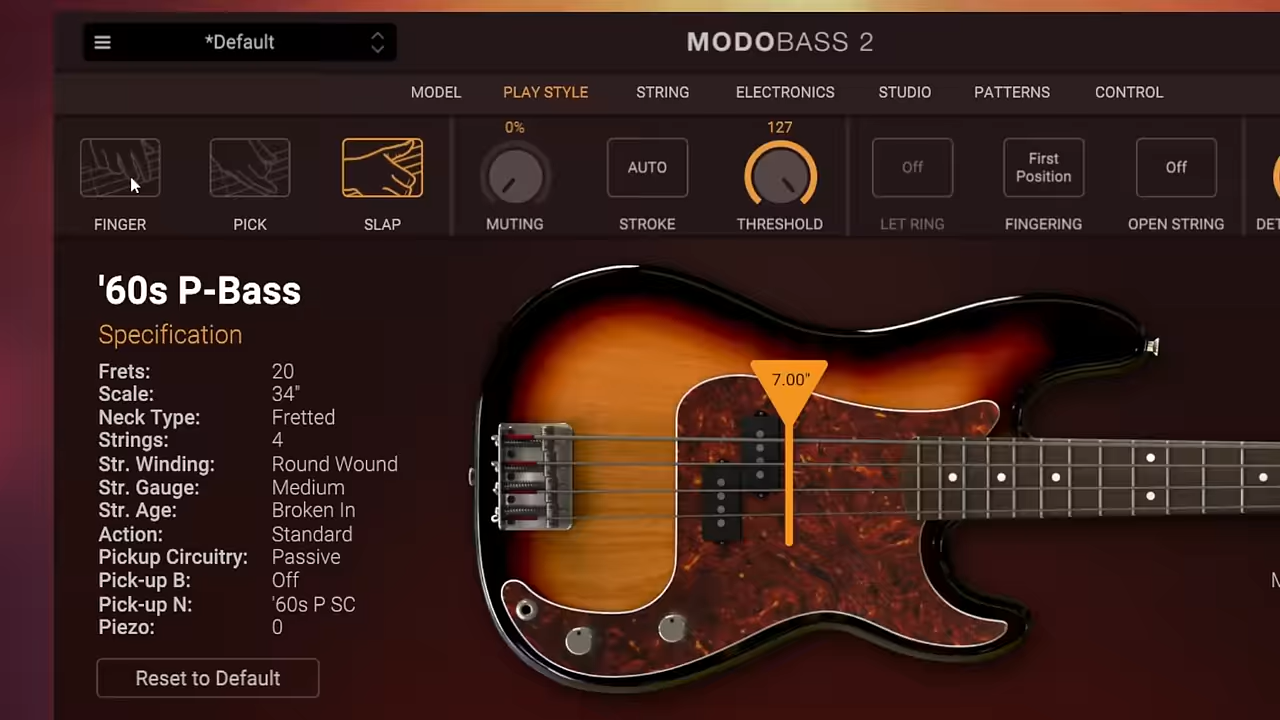 *Default
MODOBASS 2
MODEL PLAY STYLE STRING ELECTRONICS STUDIO PATTERNS CONTROL
0% 127
AUTO Off First Position Off
FINGER PICK SLAP MUTING STROKE THRESHOLD LET RING FINGERING OPEN STRING DET
'60s P-Bass
Specification
Frets: 20
Scale: 34"
Neck Type: Fretted
Strings: 4
Str. Winding: Round Wound
Str. Gauge: Medium
Str. Age: Broken In
Action: Standard
Pickup Circuitry: Passive
Pick-up B: Off
Pick-up N: '60s P SC
Piezo: 0
7.00"
Reset to Default